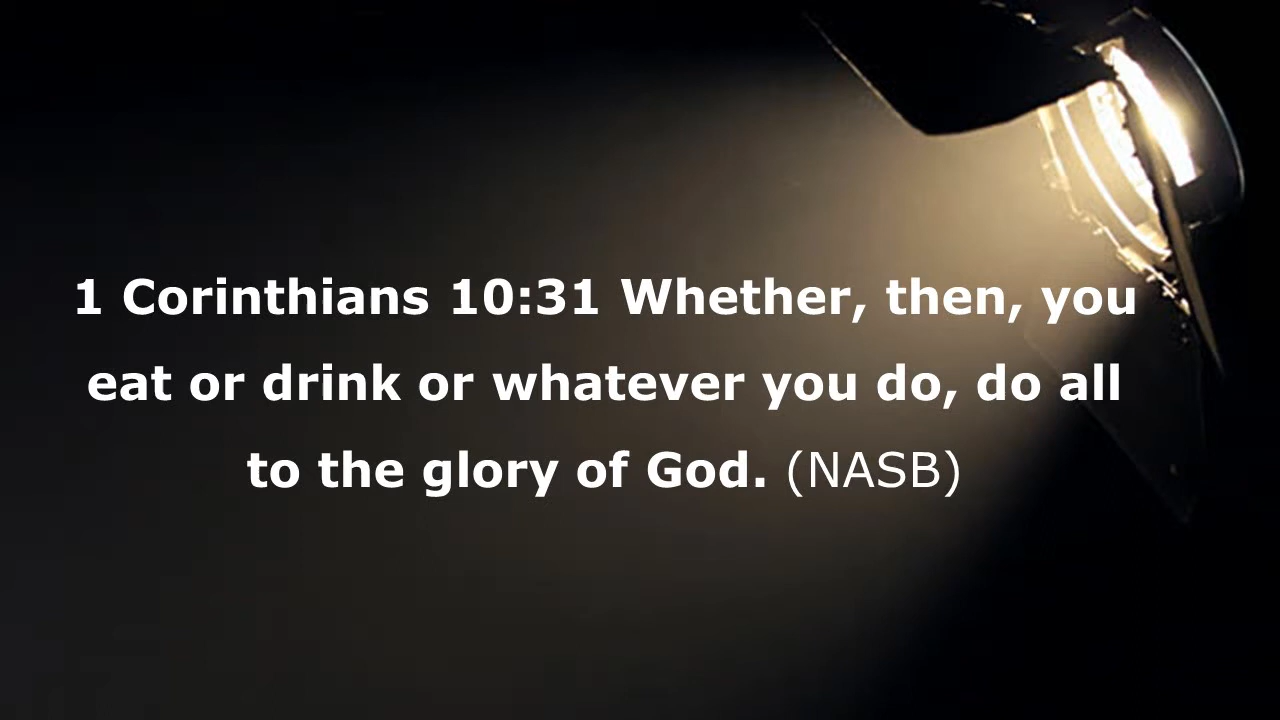 1 Corinthians 10:31 Whether, then, you
eat or drink or whatever you do, do all
to the glory of God. (NASB)